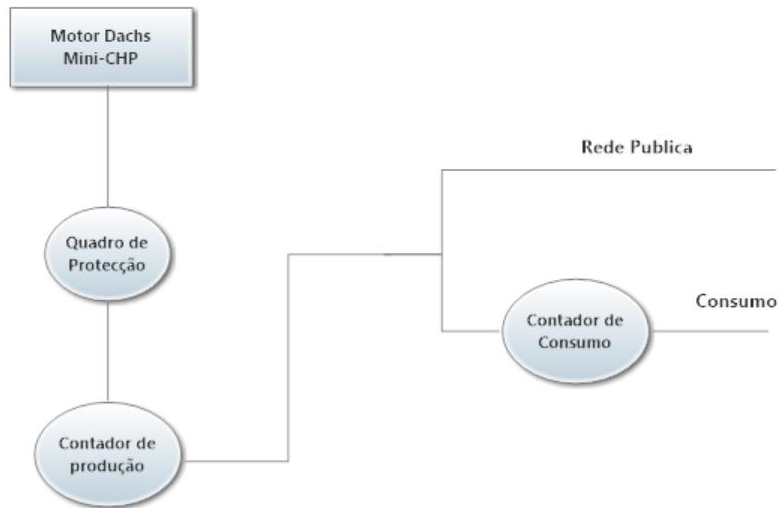 Motor Dachs
Mini-CHP
Rede Publica
Quadro de
Protecção
Consumo
Contador de
Consumo
Contador de
produção